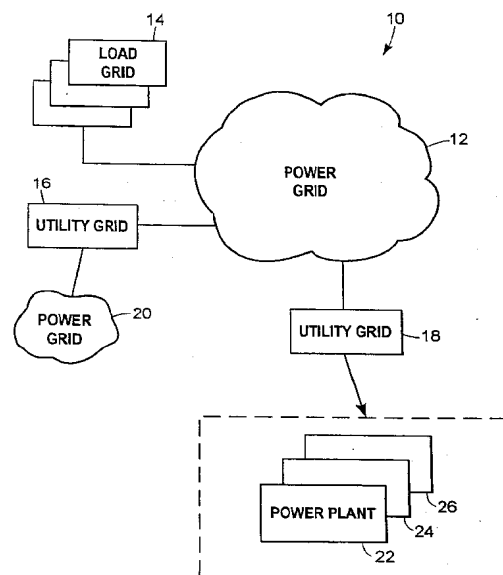 14
10
LOAD
GRID
12
POWER
GRID
16
UTILITY GRID
20
POWER
GRID
UTILITY GRID
18
26
POWER PLANT
24
22